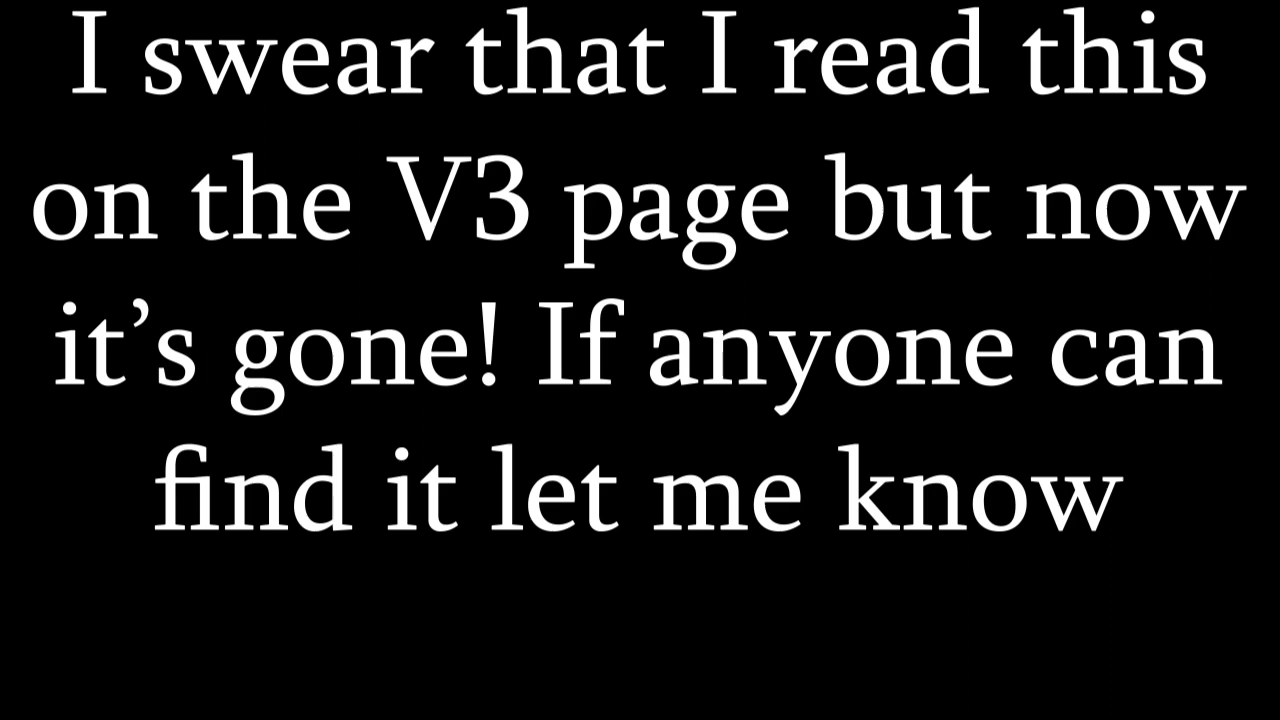 I swear that I read this
on the V3 page but now
it’s gone! If anyone can
find it let me know